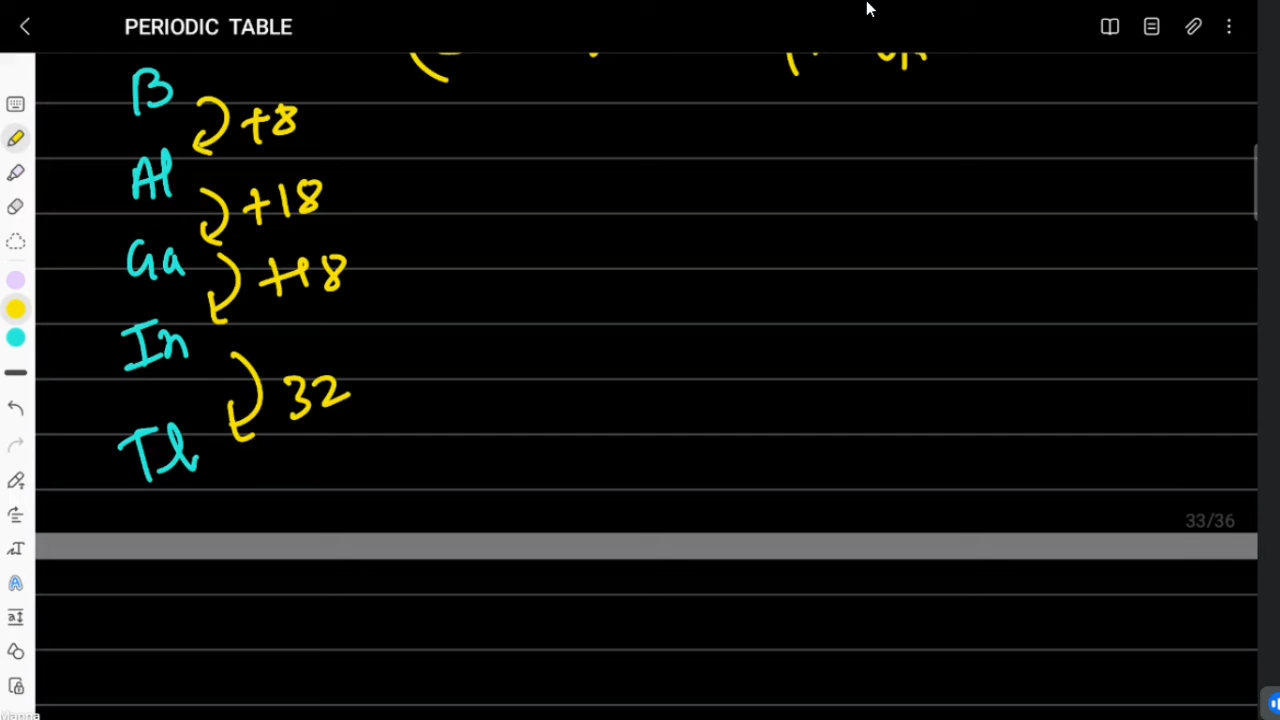 PERIODIC TABLE
B
+8
Al
+18
Ga
+18
In
32
Tl
33/36